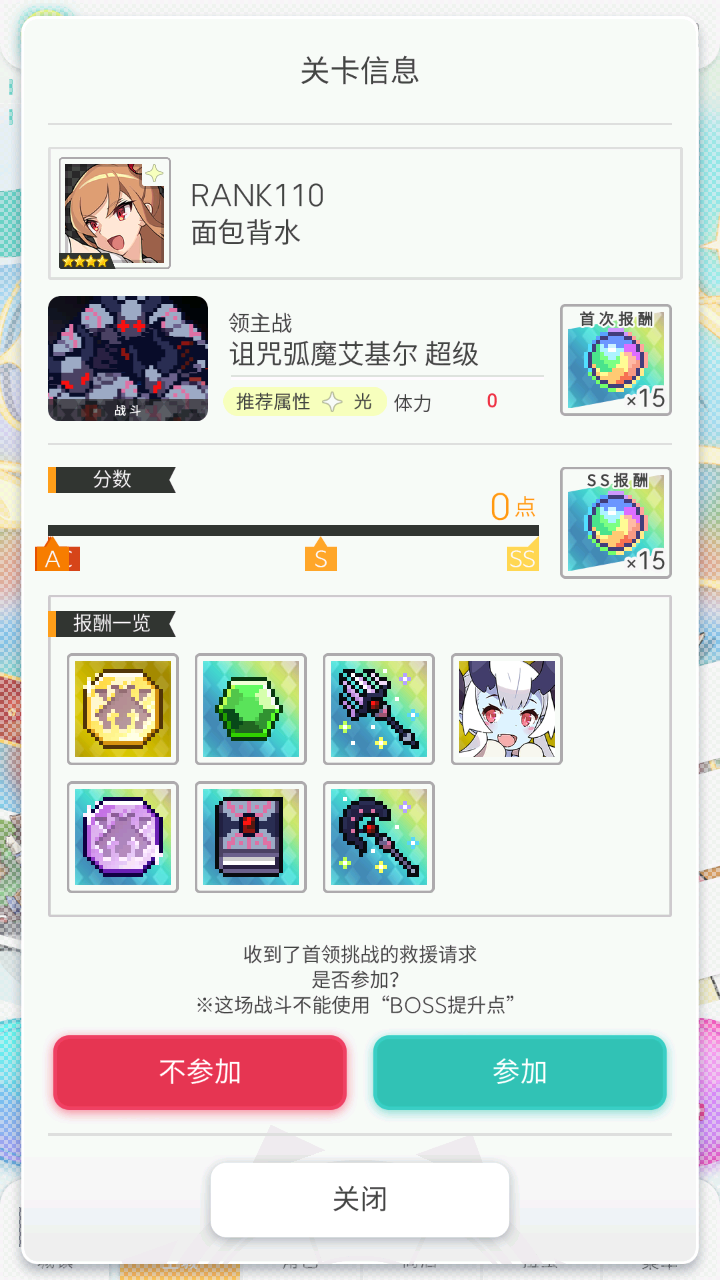 关卡信息
RANK110
面包背水
领主战
诅咒弧魔艾基尔 超级
战斗
推荐属性 光 体力 0
首次报酬
×15
分数
0点
A
S
SS
SS报酬
×15
报酬一览
收到了首领挑战的救援请求
是否参加?
※这场战斗不能使用“BOSS提升点”
不参加
参加
关闭